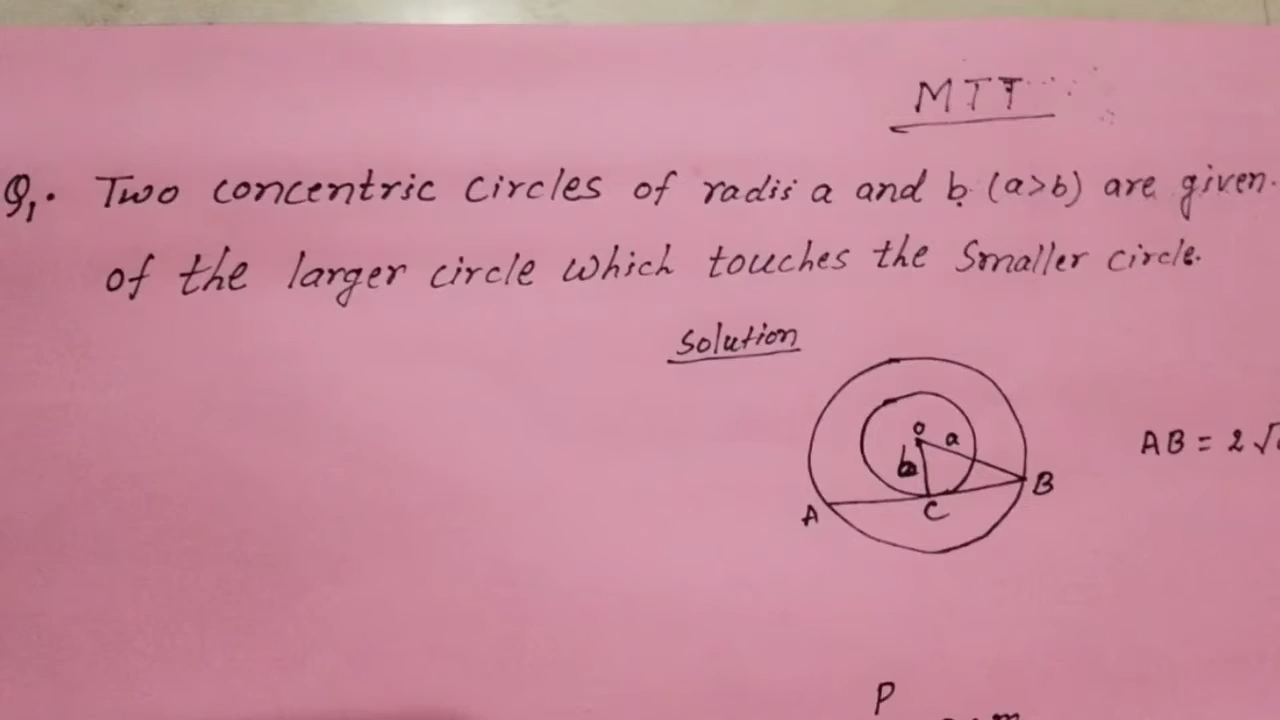 MTT
Q1. Two concentric circles of radii a and b (a>b) are given.
of the larger circle which touches the smaller circle.
Solution
O
a
b
AB = 2√
B
A
C
P